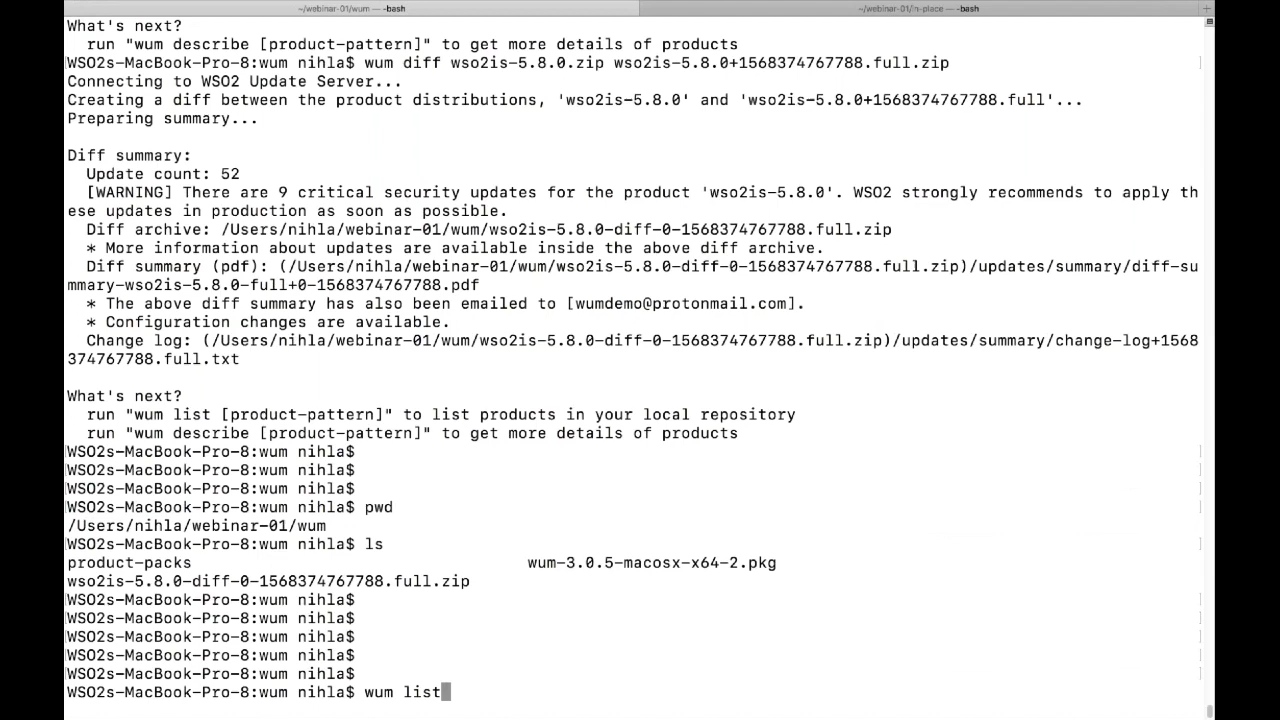 ~/webinar-01/wum — -bash
~/webinar-01/in-place — -bash
+
What's next?
run "wum describe [product-pattern]" to get more details of products
WSO2s-MacBook-Pro-8:wum nihla$ wum diff wso2is-5.8.0.zip wso2is-5.8.0+1568374767788.full.zip
Connecting to WSO2 Update Server...
Creating a diff between the product distributions, 'wso2is-5.8.0' and 'wso2is-5.8.0+1568374767788.full'...
Preparing summary...
Diff summary:
Update count: 52
[WARNING] There are 9 critical security updates for the product 'wso2is-5.8.0'. WSO2 strongly recommends to apply th
ese updates in production as soon as possible.
Diff archive: /Users/nihla/webinar-01/wum/wso2is-5.8.0-diff-0-1568374767788.full.zip
* More information about updates are available inside the above diff archive.
Diff summary (pdf): (/Users/nihla/webinar-01/wum/wso2is-5.8.0-diff-0-1568374767788.full.zip)/updates/summary/diff-su
mmary-wso2is-5.8.0-full+0-1568374767788.pdf
* The above diff summary has also been emailed to [wumdemo@protonmail.com].
* Configuration changes are available.
Change log: (/Users/nihla/webinar-01/wum/wso2is-5.8.0-diff-0-1568374767788.full.zip)/updates/summary/change-log+1568
374767788.full.txt
What's next?
run "wum list [product-pattern]" to list products in your local repository
run "wum describe [product-pattern]" to get more details of products
WSO2s-MacBook-Pro-8:wum nihla$
WSO2s-MacBook-Pro-8:wum nihla$
WSO2s-MacBook-Pro-8:wum nihla$
WSO2s-MacBook-Pro-8:wum nihla$ pwd
/Users/nihla/webinar-01/wum
WSO2s-MacBook-Pro-8:wum nihla$ ls
product-packs wum-3.0.5-macosx-x64-2.pkg
wso2is-5.8.0-diff-0-1568374767788.full.zip
WSO2s-MacBook-Pro-8:wum nihla$
WSO2s-MacBook-Pro-8:wum nihla$
WSO2s-MacBook-Pro-8:wum nihla$
WSO2s-MacBook-Pro-8:wum nihla$
WSO2s-MacBook-Pro-8:wum nihla$
WSO2s-MacBook-Pro-8:wum nihla$ wum list